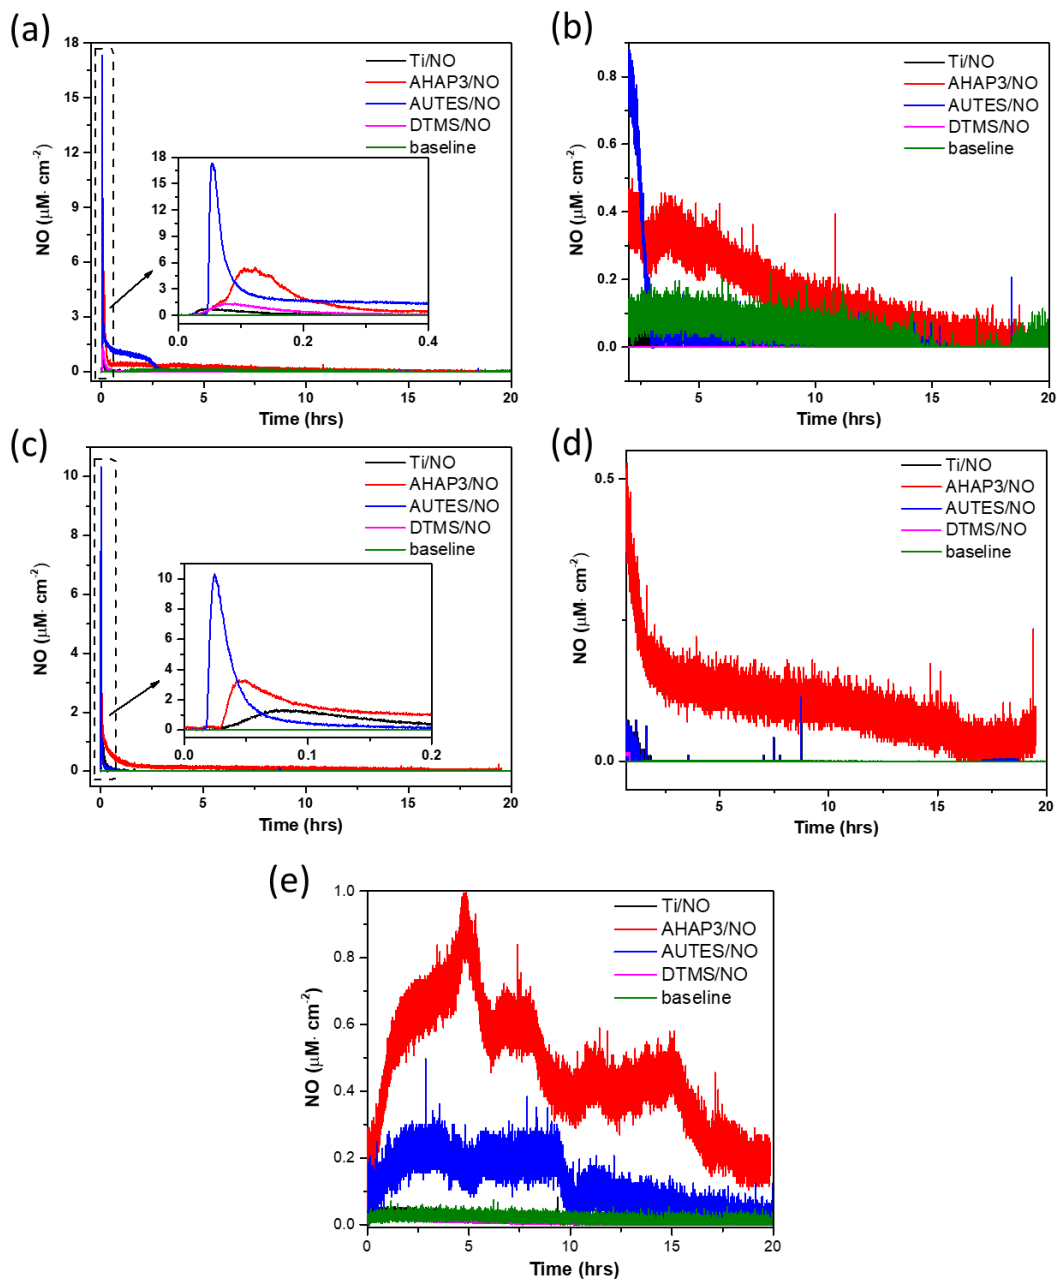 (a)
18
15
12
9
6
3
0
NO (μM· cm-2)
0
5
10
15
20
Time (hrs)
Ti/NO
AHAP3/NO
AUTES/NO
DTMS/NO
baseline
18
15
12
9
6
3
0
0.0
0.2
0.4
(b)
0.8
0.6
0.4
0.2
0.0
NO (μM· cm-2)
5
10
15
20
Time (hrs)
Ti/NO
AHAP3/NO
AUTES/NO
DTMS/NO
baseline
(c)
10
8
6
4
2
0
NO (μM· cm-2)
0
5
10
15
20
Time (hrs)
Ti/NO
AHAP3/NO
AUTES/NO
DTMS/NO
baseline
10
8
6
4
2
0
0.0
0.1
0.2
(d)
0.5
0.0
NO (μM· cm-2)
5
10
15
20
Time (hrs)
Ti/NO
AHAP3/NO
AUTES/NO
DTMS/NO
baseline
(e)
1.0
0.8
0.6
0.4
0.2
0.0
NO (μM· cm-2)
0
5
10
15
20
Time (hrs)
Ti/NO
AHAP3/NO
AUTES/NO
DTMS/NO
baseline